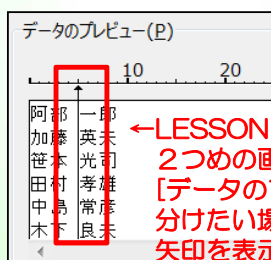 データのプレビュー(P)
10 20
阿部 一郎
加藤 英夫
笹本 光司
田村 孝雄
中島 常彦
木下 良夫
←LESSON
２つめの画
[データの
分けたい場
矢印を表示